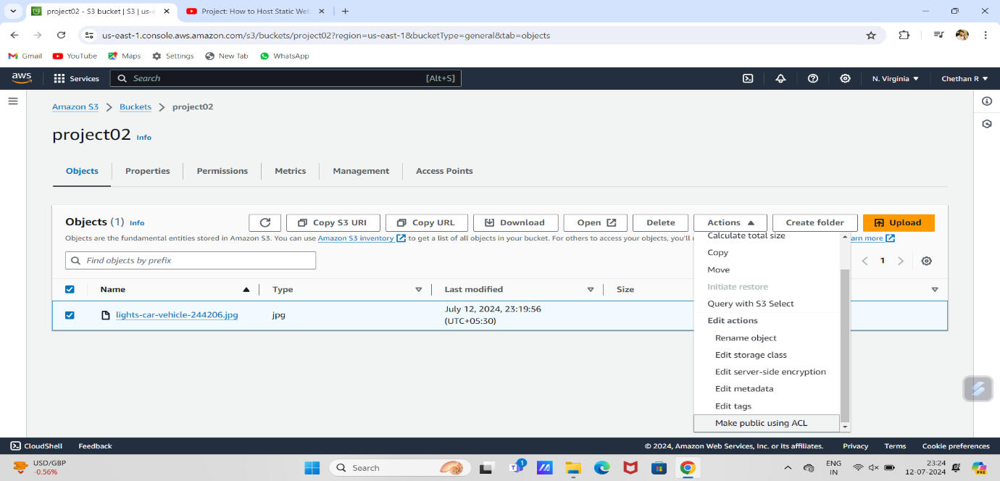 project02 - S3 bucket | S3 | us-e
Project: How to Host Static Web
us-east-1.console.aws.amazon.com/s3/buckets/project02?region=us-east-1&bucketType=general&tab=objects
Gmail YouTube Maps Settings New Tab WhatsApp
aws Services Search [Alt+S] N. Virginia Chethan R
Amazon S3 Buckets project02
project02 Info
Objects Properties Permissions Metrics Management Access Points
Objects (1) Info Copy S3 URI Copy URL Download Open Delete Actions Create folder Upload
Objects are the fundamental entities stored in Amazon S3. You can use Amazon S3 inventory to get a list of all objects in your bucket. For others to access your objects, you'll
arn more
Find objects by prefix
1
Name Type Last modified Size
lights-car-vehicle-244206.jpg jpg July 12, 2024, 23:19:56
(UTC+05:30)
Calculate total size
Copy
Move
Initiate restore
Query with S3 Select
Edit actions
Rename object
Edit storage class
Edit server-side encryption
Edit metadata
Edit tags
Make public using ACL
CloudShell Feedback © 2024, Amazon Web Services, Inc. or its affiliates. Privacy Terms Cookie preferences
USD/GBP
-0.56%
Search
1
ENG
IN
23:24
12-07-2024
PRE